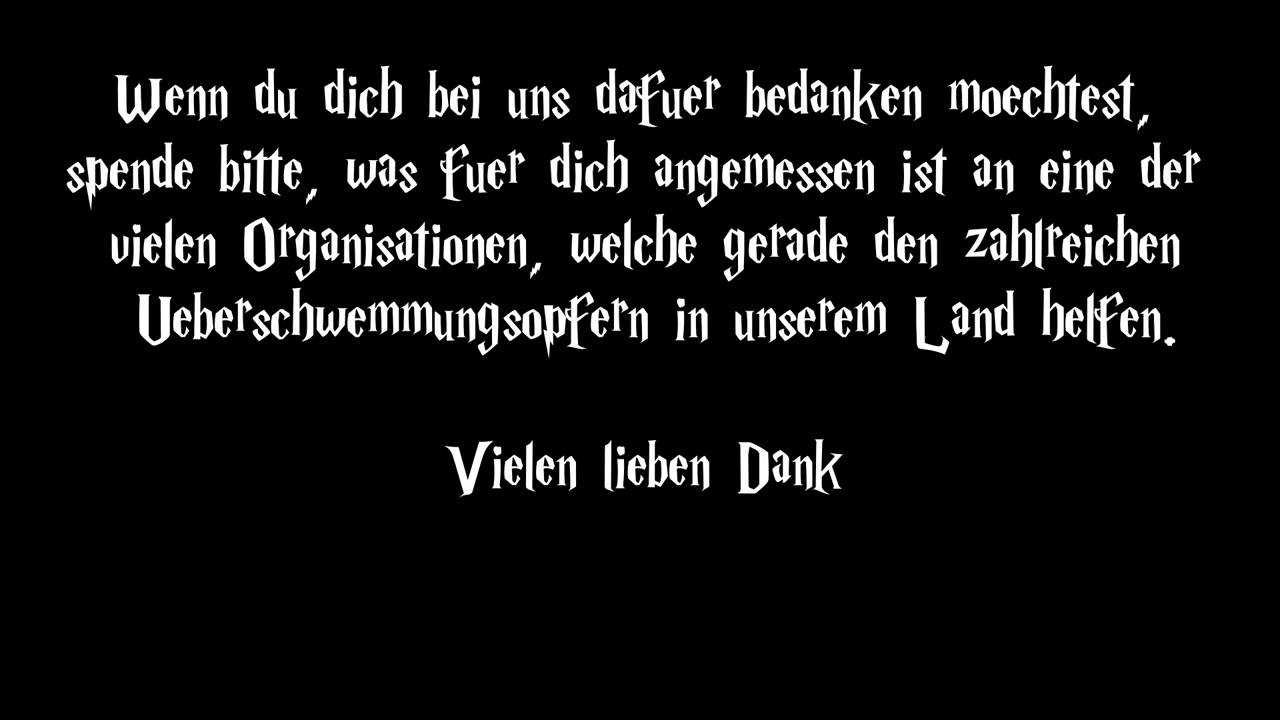 Wenn du dich bei uns dafuer bedanken moechtest,
spende bitte, was fuer dich angemessen ist an eine der
vielen Organisationen, welche gerade den zahlreichen
Ueberschwemmungsopfern in unserem Land helfen.
Vielen lieben Dank